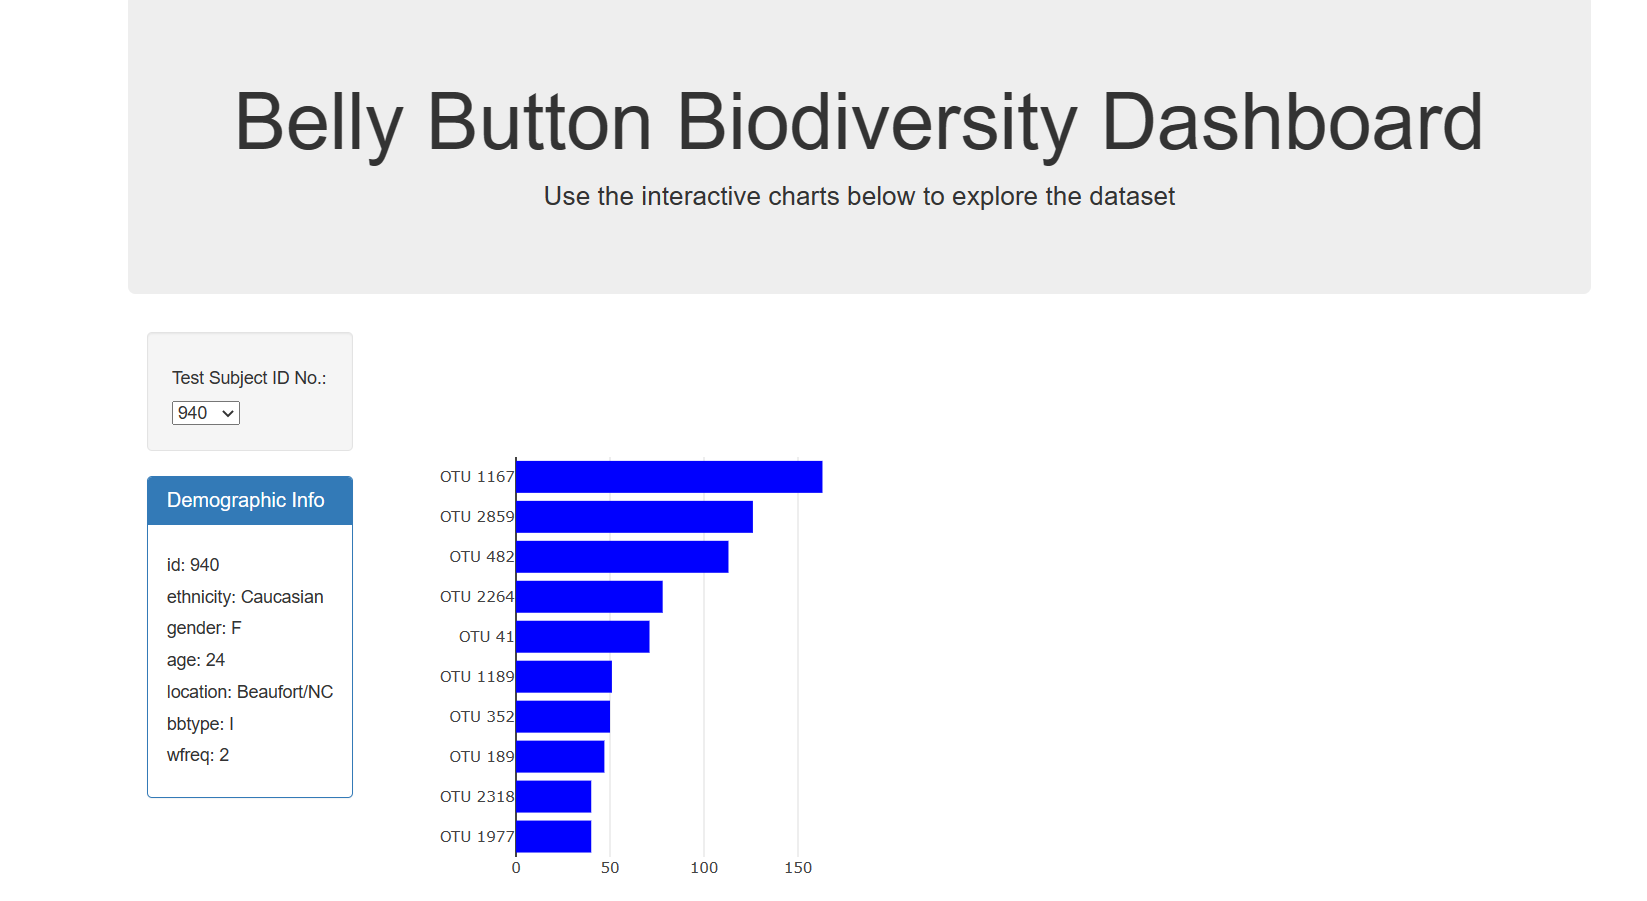 Belly Button Biodiversity Dashboard
Use the interactive charts below to explore the dataset
Test Subject ID No.:
940
Demographic Info
id: 940
ethnicity: Caucasian
gender: F
age: 24
location: Beaufort/NC
bbtype: I
wfreq: 2
OTU 1167
OTU 2859
OTU 482
OTU 2264
OTU 41
OTU 1189
OTU 352
OTU 189
OTU 2318
OTU 1977
0 50 100 150